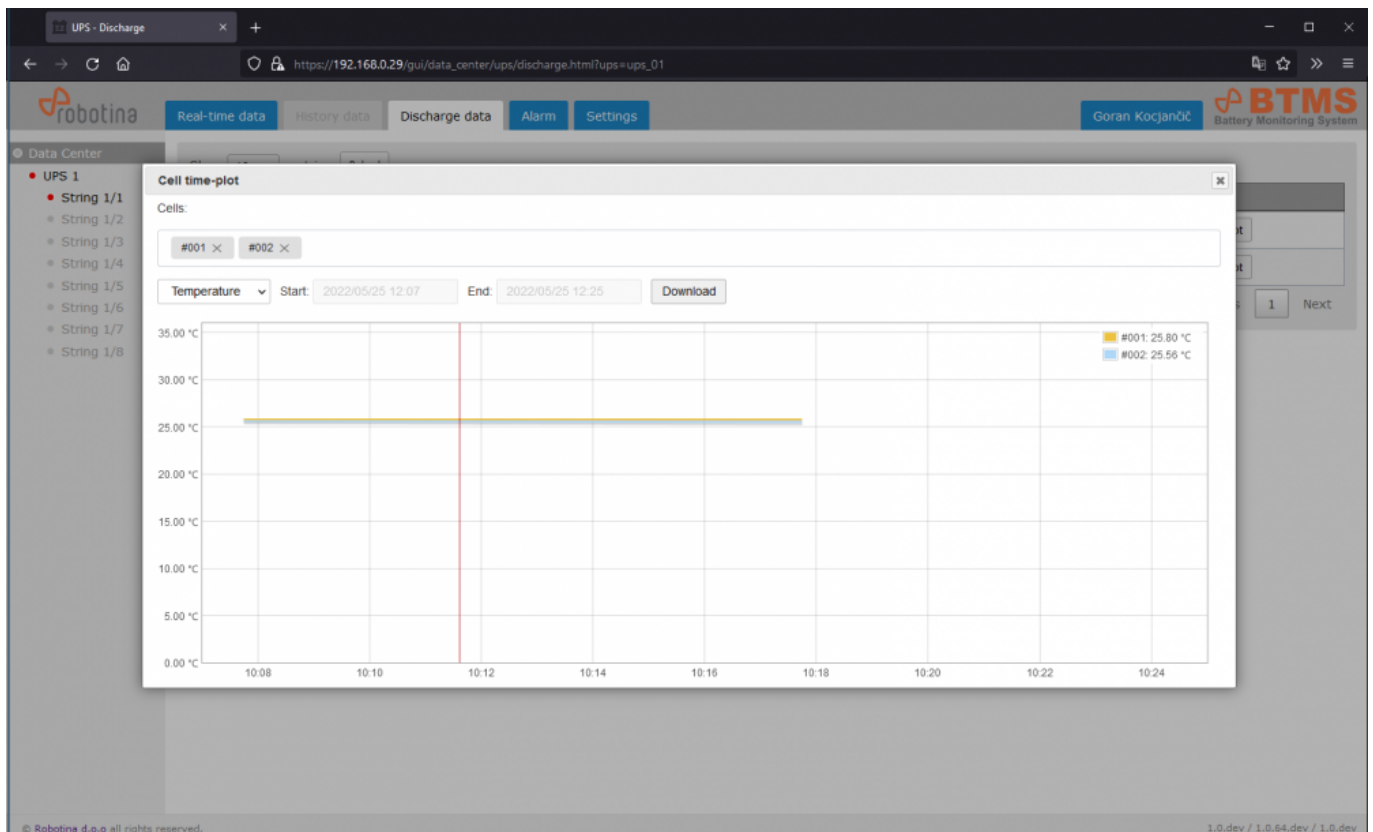 UPS - Discharge
https://192.168.0.29/gui/data_center/ups/discharge.html?ups=ups_01
robotina
Real-time data History data Discharge data Alarm Settings
Goran Kocjančič
BTMS
Battery Monitoring System
Data Center
UPS 1
String 1/1
String 1/2
String 1/3
String 1/4
String 1/5
String 1/6
String 1/7
String 1/8
Cell time-plot
Cells:
#001 #002
Temperature Start: 2022/05/25 12:07 End: 2022/05/25 12:25 Download
1 Next
#001: 25.80 °C
#002: 25.56 °C
35.00 °C
30.00 °C
25.00 °C
20.00 °C
15.00 °C
10.00 °C
5.00 °C
0.00 °C
10:08 10:10 10:12 10:14 10:16 10:18 10:20 10:22 10:24
© Robotina d.o.o all rights reserved.
1.0.dev / 1.0.64.dev / 1.0.dev